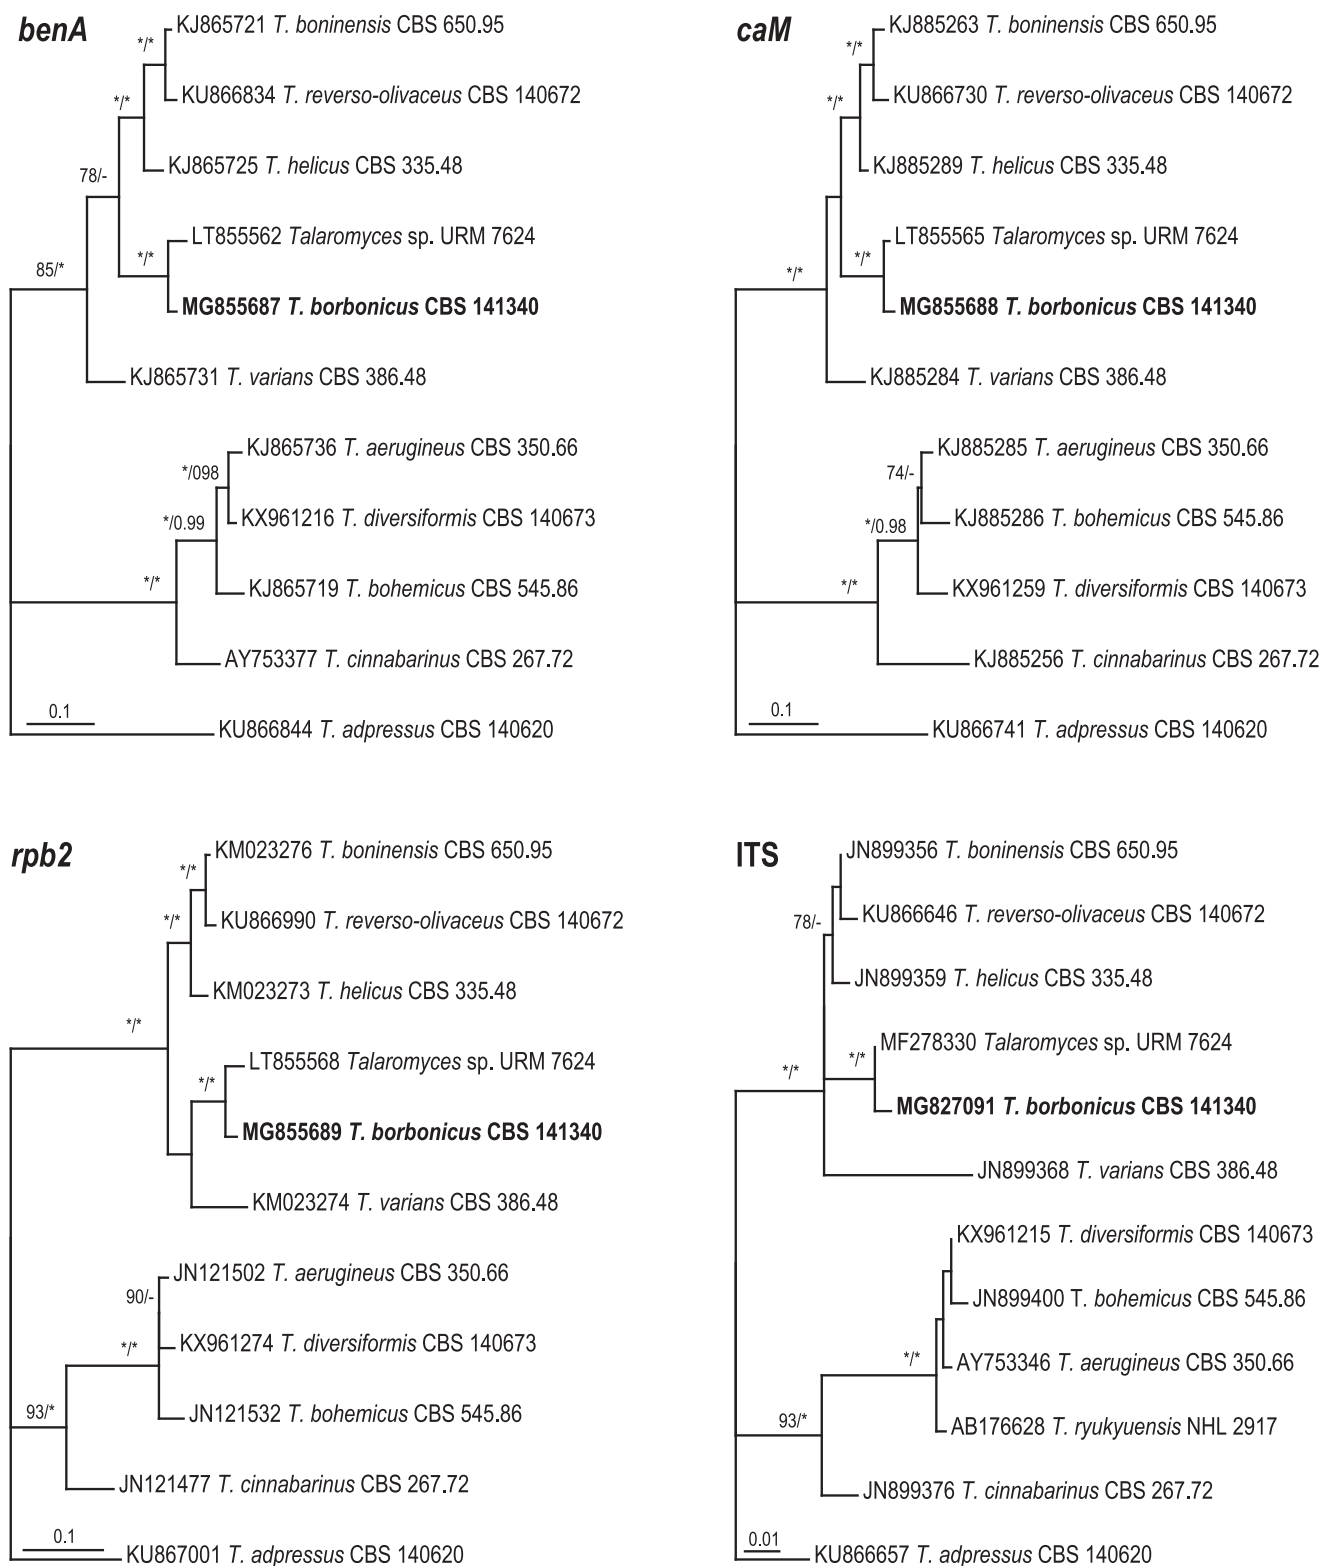 benA
KJ865721 T. boninensis CBS 650.95
*/*
KU866834 T. reverso-olivaceus CBS 140672
*/*
KJ865725 T. helicus CBS 335.48
78/-
LT855562 Talaromyces sp. URM 7624
*/*
85/*
MG855687 T. borbonicus CBS 141340
KJ865731 T. varians CBS 386.48
KJ865736 T. aerugineus CBS 350.66
*/098
KX961216 T. diversiformis CBS 140673
*/0.99
*/*
KJ865719 T. bohemicus CBS 545.86
AY753377 T. cinnabarinus CBS 267.72
0.1
KU866844 T. adpressus CBS 140620
caM
KJ885263 T. boninensis CBS 650.95
*/*
KU866730 T. reverso-olivaceus CBS 140672
*/*
KJ885289 T. helicus CBS 335.48
LT855565 Talaromyces sp. URM 7624
*/*
*/*
MG855688 T. borbonicus CBS 141340
KJ885284 T. varians CBS 386.48
KJ885285 T. aerugineus CBS 350.66
74/-
KJ885286 T. bohemicus CBS 545.86
*/0.98
*/*
KX961259 T. diversiformis CBS 140673
KJ885256 T. cinnabarinus CBS 267.72
0.1
KU866741 T. adpressus CBS 140620
rpb2
KM023276 T. boninensis CBS 650.95
*/*
KU866990 T. reverso-olivaceus CBS 140672
*/*
KM023273 T. helicus CBS 335.48
*/*
LT855568 Talaromyces sp. URM 7624
*/*
MG855689 T. borbonicus CBS 141340
KM023274 T. varians CBS 386.48
JN121502 T. aerugineus CBS 350.66
90/-
KX961274 T. diversiformis CBS 140673
*/*
JN121532 T. bohemicus CBS 545.86
93/*
JN121477 T. cinnabarinus CBS 267.72
0.1
KU867001 T. adpressus CBS 140620
ITS
JN899356 T. boninensis CBS 650.95
KU866646 T. reverso-olivaceus CBS 140672
78/-
JN899359 T. helicus CBS 335.48
MF278330 Talaromyces sp. URM 7624
*/*
*/*
MG827091 T. borbonicus CBS 141340
JN899368 T. varians CBS 386.48
KX961215 T. diversiformis CBS 140673
JN899400 T. bohemicus CBS 545.86
*/*
AY753346 T. aerugineus CBS 350.66
93/*
AB176628 T. ryukyuensis NHL 2917
JN899376 T. cinnabarinus CBS 267.72
0.01
KU866657 T. adpressus CBS 140620